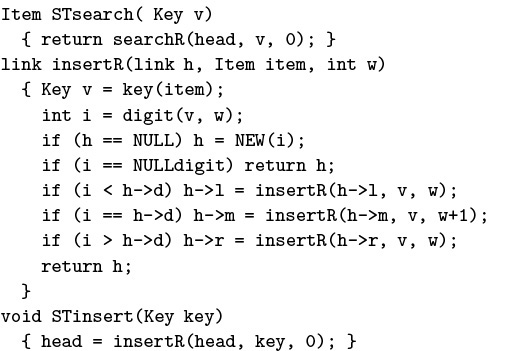 Item STsearch( Key v)
  { return searchR(head, v, 0); }
link insertR(link h, Item item, int w)
  { Key v = key(item);
    int i = digit(v, w);
    if (h == NULL) h = NEW(i);
    if (i == NULLdigit) return h;
    if (i < h->d) h->l = insertR(h->l, v, w);
    if (i == h->d) h->m = insertR(h->m, v, w+1);
    if (i > h->d) h->r = insertR(h->r, v, w);
    return h;
  }
void STinsert(Key key)
  { head = insertR(head, key, 0); }